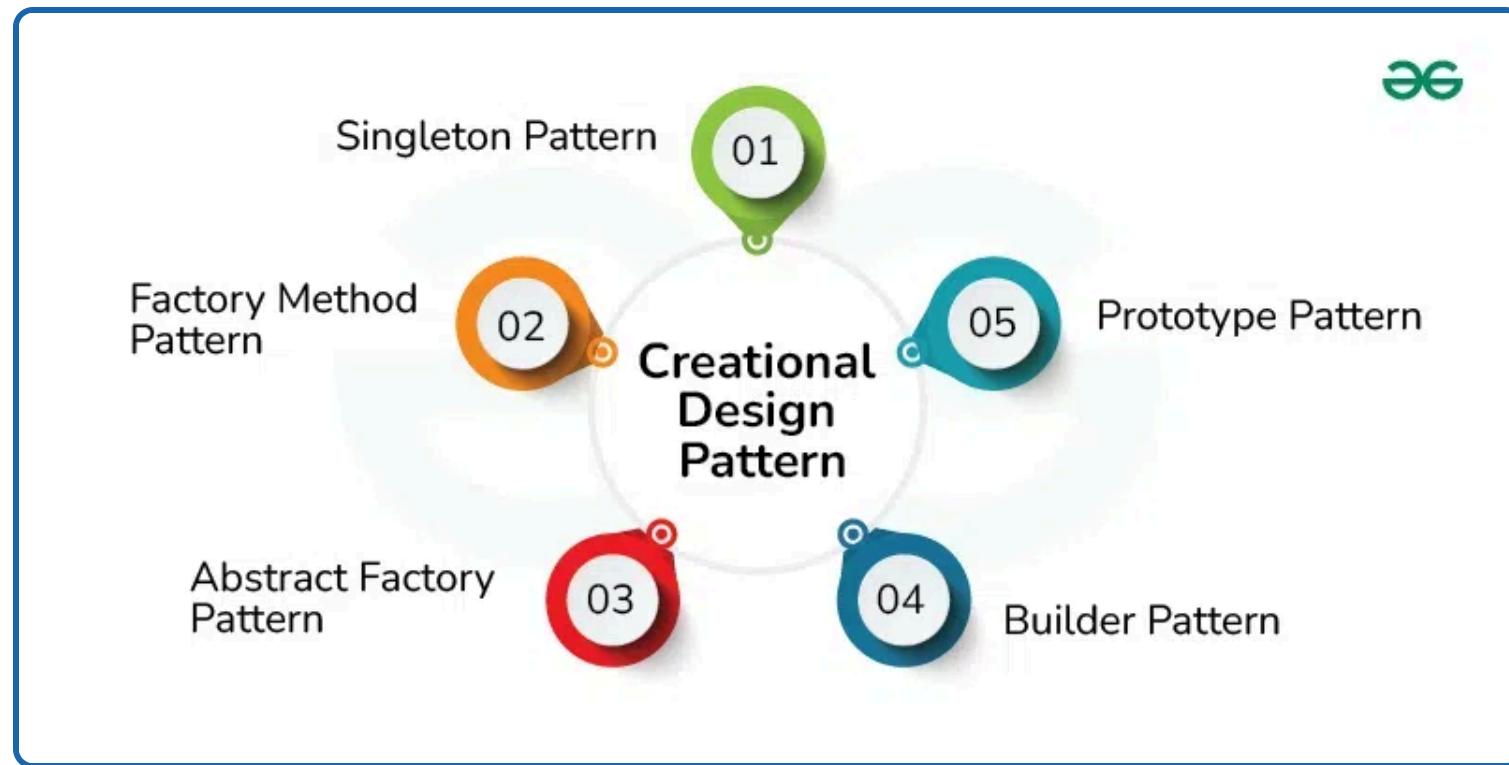 Singleton Pattern
01
Factory Method
Pattern
02
Creational
Design
Pattern
05
Prototype Pattern
Abstract Factory
Pattern
03
04
Builder Pattern